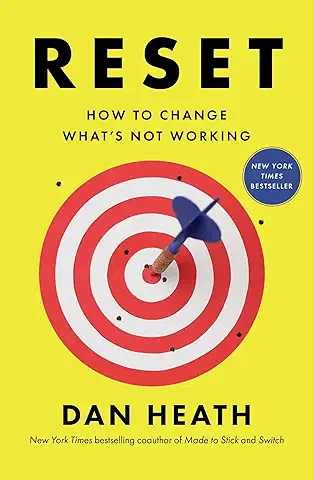 RESET
HOW TO CHANGE
WHAT'S NOT WORKING
NEW YORK
TIMES
BESTSELLER
DAN HEATH
New York Times bestselling coauthor of Made to Stick and Switch